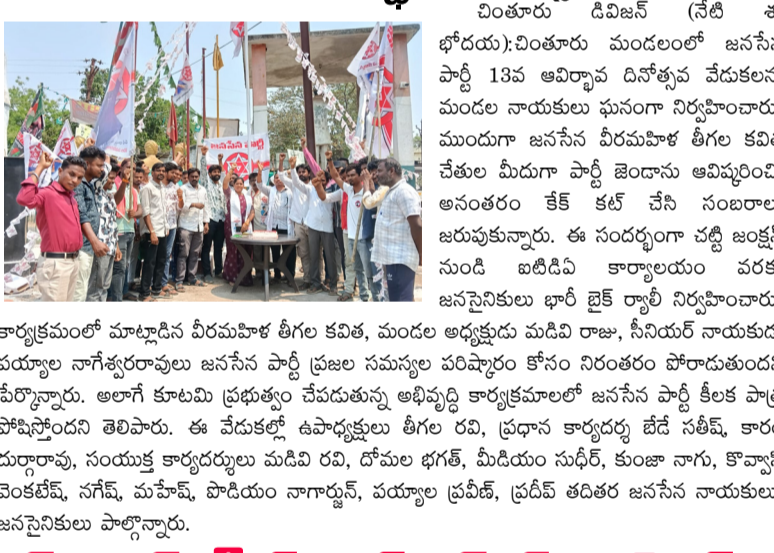 చింతూరు డివిజన్ (నేటి
భోదయ):చింతూరు మండలంలో జనసేన
పార్టీ 13వ ఆవిర్భావ దినోత్సవ వేడుకలను
మండల నాయకులు ఘనంగా నిర్వహించారు
ముందుగా జనసేన వీరమహిళ తీగల కవిత
చేతుల మీదుగా పార్టీ జెండాను ఆవిష్కరించి
అనంతరం కేక్ కట్ చేసి సంబరాలు
జరుపుకున్నారు. ఈ సందర్భంగా చట్టి జంక్షన్
నుండి ఐటిడిఏ కార్యాలయం వరకు
జనసైనికులు భారీ బైక్ ర్యాలీ నిర్వహించారు
కార్యక్రమంలో మాట్లాడిన వీరమహిళ తీగల కవిత, మండల అధ్యక్షుడు మడివి రాజు, సీనియర్ నాయకుడు
పయ్యాల నాగేశ్వరరావులు జనసేన పార్టీ ప్రజల సమస్యల పరిష్కారం కోసం నిరంతరం పోరాడుతుందని
పేర్కొన్నారు. అలాగే కూటమి ప్రభుత్వం చేపడుతున్న అభివృద్ధి కార్యక్రమాలలో జనసేన పార్టీ కీలక పాత్ర
పోషిస్తోందని తెలిపారు. ఈ వేడుకల్లో ఉపాధ్యక్షులు తీగల రవి, ప్రధాన కార్యదర్శ బేడే సతీష్, కారం
దుర్గారావు, సంయుక్త కార్యదర్శులు మడివి రవి, దోమల భగత్, మీడియం సుధీర్, కుంజా నాగు, కొవ్వాసి
వెంకటేష్, నగేష్, మహేష్, పొడియం నాగార్జున్, పయ్యాల ప్రవీణ్, ప్రదీప్ తదితర జనసేన నాయకులు
జనసైనికులు పాల్గొన్నారు.
జనసేన పార్టీ